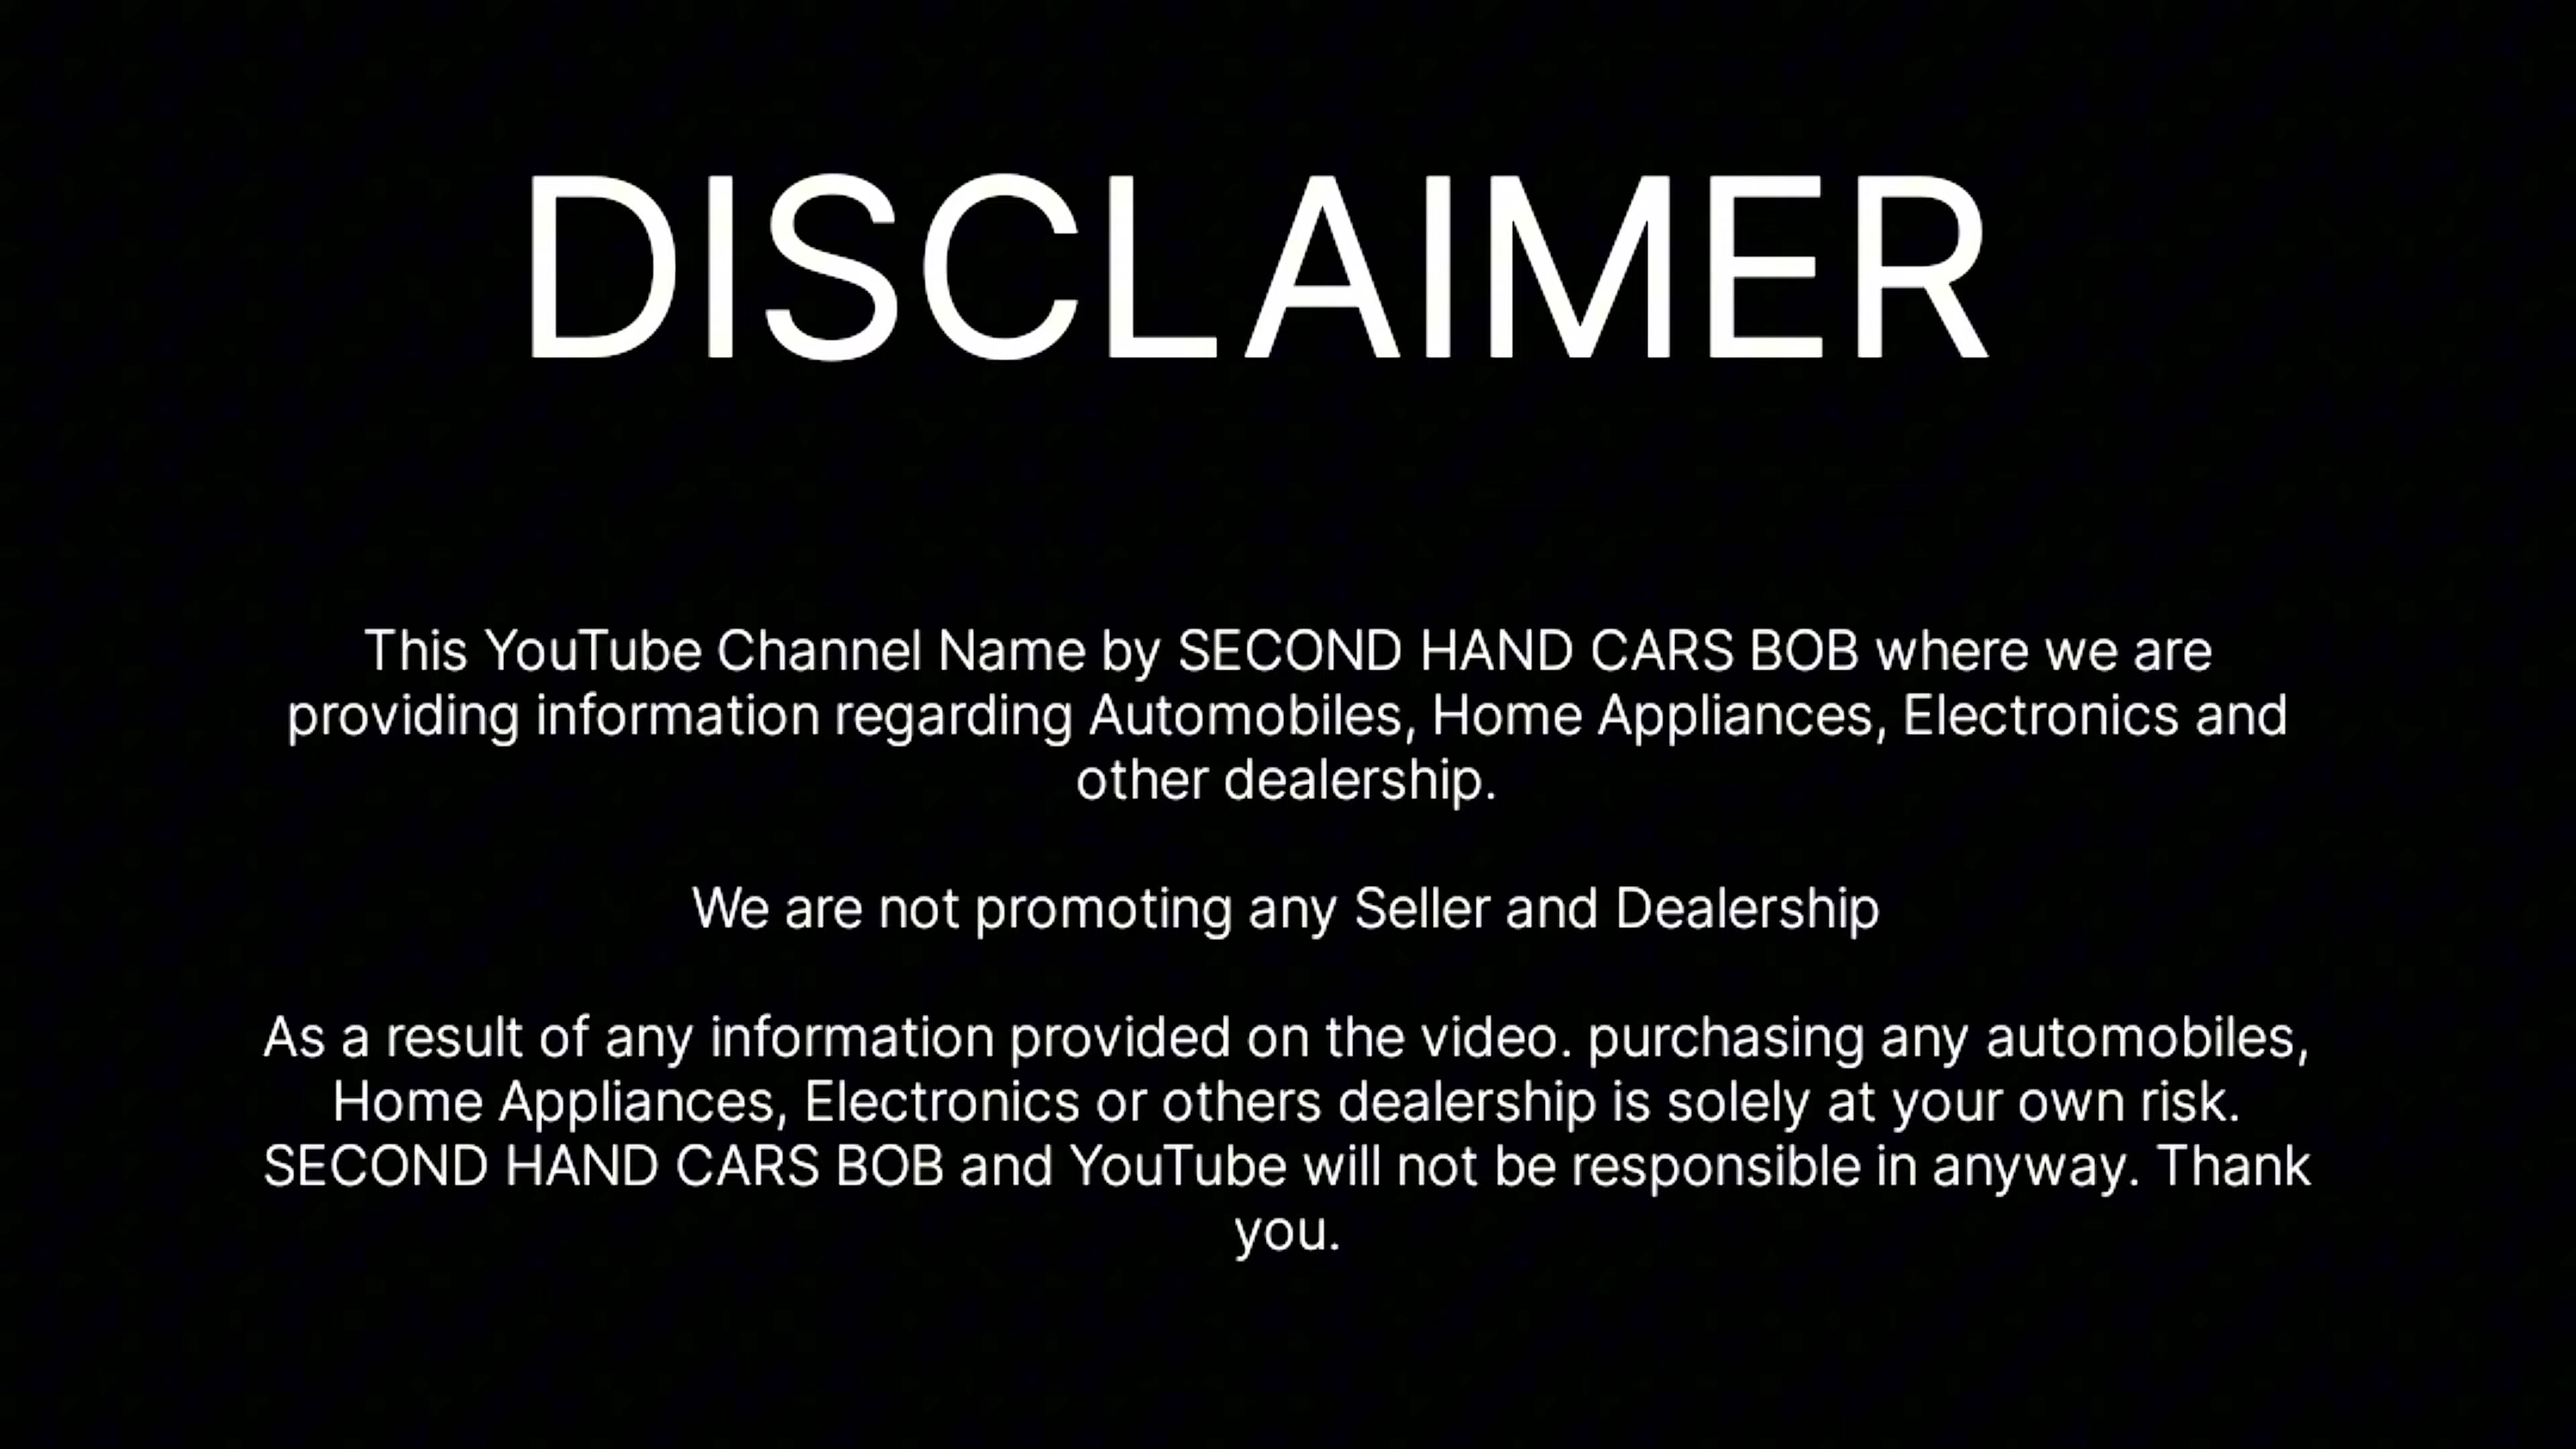 DISCLAIMER
This YouTube Channel Name by SECOND HAND CARS BOB where we are
providing information regarding Automobiles, Home Appliances, Electronics and
other dealership.
We are not promoting any Seller and Dealership
As a result of any information provided on the video. purchasing any automobiles,
Home Appliances, Electronics or others dealership is solely at your own risk.
SECOND HAND CARS BOB and YouTube will not be responsible in anyway. Thank
you.